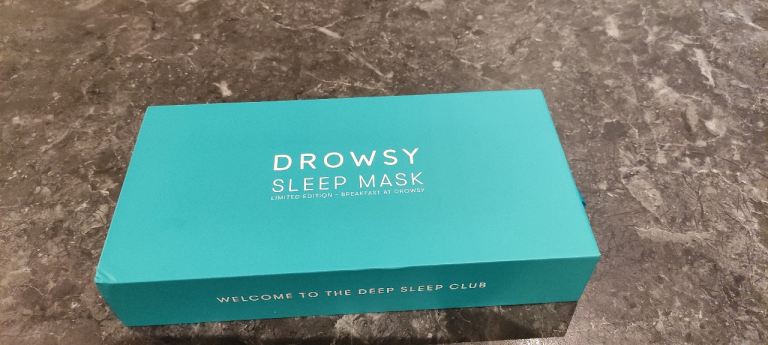 DROWSY
SLEEP MASK
LIMITED EDITION - BREAKFAST AT DROWSY
WELCOME TO THE DEEP SLEEP CLUB